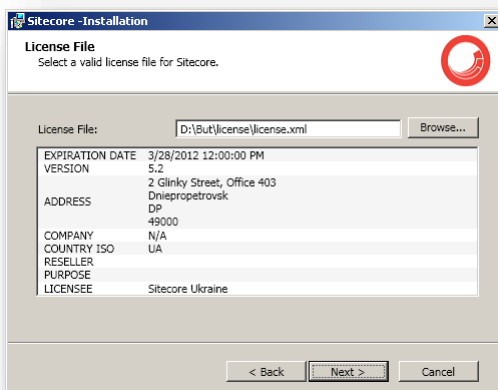 Sitecore -Installation
License File
Select a valid license file for Sitecore.
License File: D:\But\license\license.xml Browse...
EXPIRATION DATE 3/28/2012 12:00:00 PM
VERSION 5.2
ADDRESS 2 Glinky Street, Office 403
Dniepropetrovsk
DP
49000
COMPANY N/A
COUNTRY ISO UA
RESELLER
PURPOSE
LICENSEE Sitecore Ukraine
< Back Next > Cancel